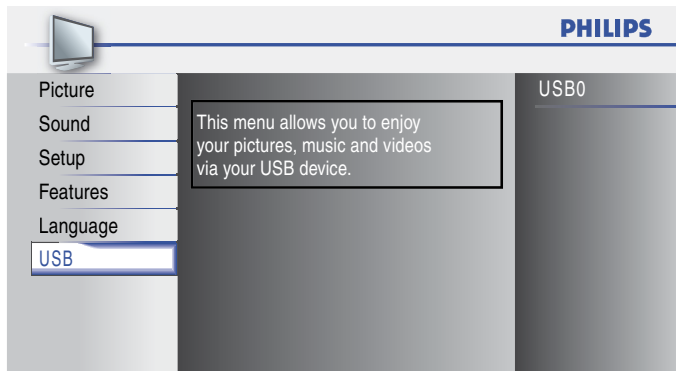 PHILIPS
Picture
Sound
Setup
Features
Language
USB
This menu allows you to enjoy
your pictures, music and videos
via your USB device.
USB0